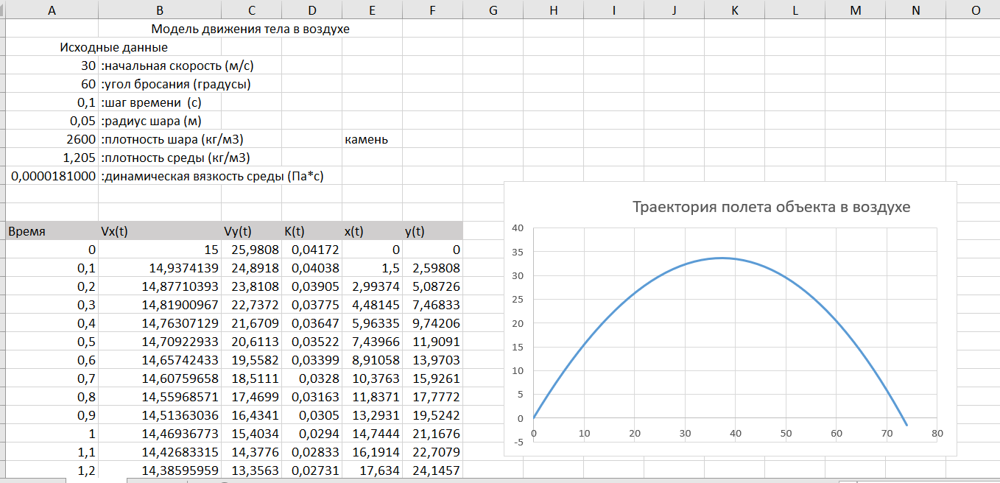 A B C D E F G H I J K L M N O
Модель движения тела в воздухе
Исходные данные
30 :начальная скорость (м/с)
60 :угол бросания (градусы)
0,1 :шаг времени (с)
0,05 :радиус шара (м)
2600 :плотность шара (кг/м3) камень
1,205 :плотность среды (кг/м3)
0,0000181000 :динамическая вязкость среды (Па*с)
Время Vx(t) Vy(t) K(t) x(t) y(t)
0 15 25,9808 0,04172 0 0
0,1 14,9374139 24,8918 0,04038 1,5 2,59808
0,2 14,87710393 23,8108 0,03905 2,99374 5,08726
0,3 14,81900967 22,7372 0,03775 4,48145 7,46833
0,4 14,76307129 21,6709 0,03647 5,96335 9,74206
0,5 14,70922933 20,6113 0,03522 7,43966 11,9091
0,6 14,65742433 19,5582 0,03399 8,91058 13,9703
0,7 14,60759658 18,5111 0,0328 10,3763 15,9261
0,8 14,55968571 17,4699 0,03163 11,8371 17,7772
0,9 14,51363036 16,4341 0,0305 13,2931 19,5242
1 14,46936773 15,4034 0,0294 14,7444 21,1676
1,1 14,42683315 14,3776 0,02833 16,1914 22,7079
1,2 14,38595959 13,3563 0,02731 17,634 24,1457
Траектория полета объекта в воздухе
40
35
30
25
20
15
10
5
0
-5
0 10 20 30 40 50 60 70 80